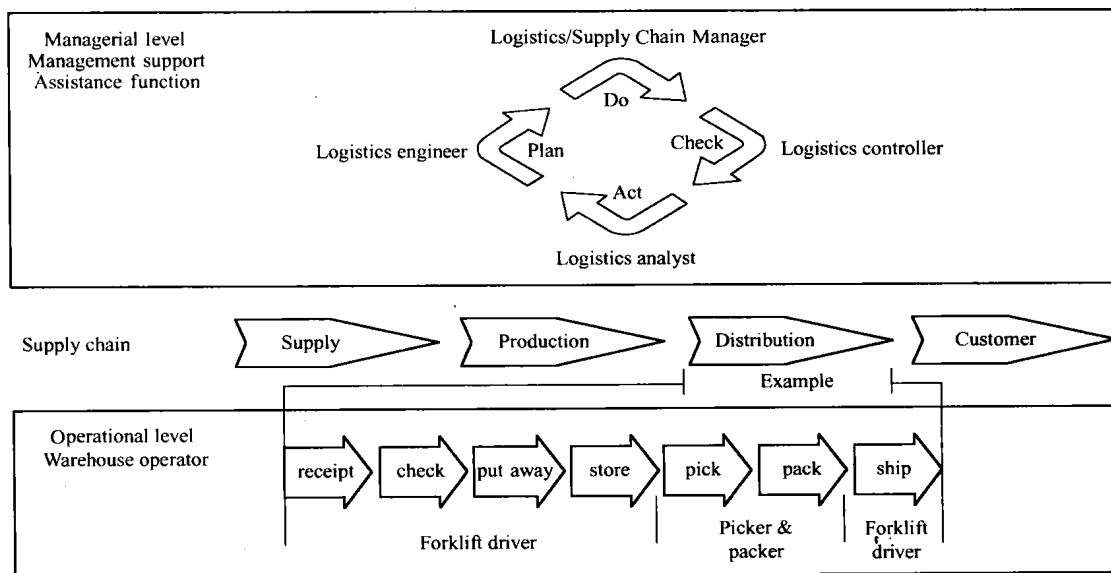 Managerial level
Management support
Assistance function
Logistics/Supply Chain Manager
Do
Logistics engineer
Plan
Check
Logistics controller
Act
Logistics analyst
Supply chain
Supply
Production
Distribution
Customer
Example
Operational level
Warehouse operator
receipt
check
put away
store
pick
pack
ship
Forklift driver
Picker &
packer
Forklift
driver